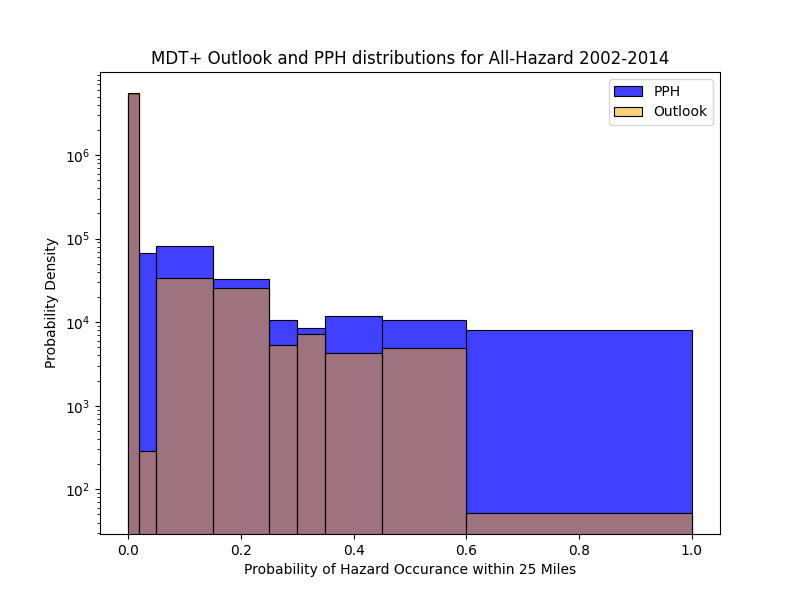 MDT+ Outlook and PPH distributions for All-Hazard 2002-2014
PPH
Outlook
Probability Density
10^6
10^5
10^4
10^3
10^2
0.0 0.2 0.4 0.6 0.8 1.0
Probability of Hazard Occurance within 25 Miles